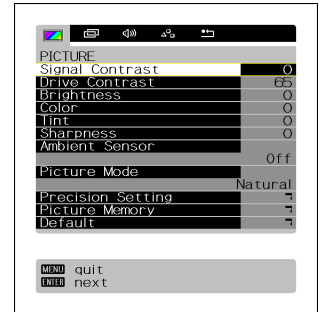 PICTURE
Signal Contrast 0
Drive Contrast 65
Brightness 0
Color 0
Tint 0
Sharpness 0
Ambient Sensor
Off
Picture Mode
Natural
Precision Setting
Picture Memory
Default
MENU quit
ENTER next